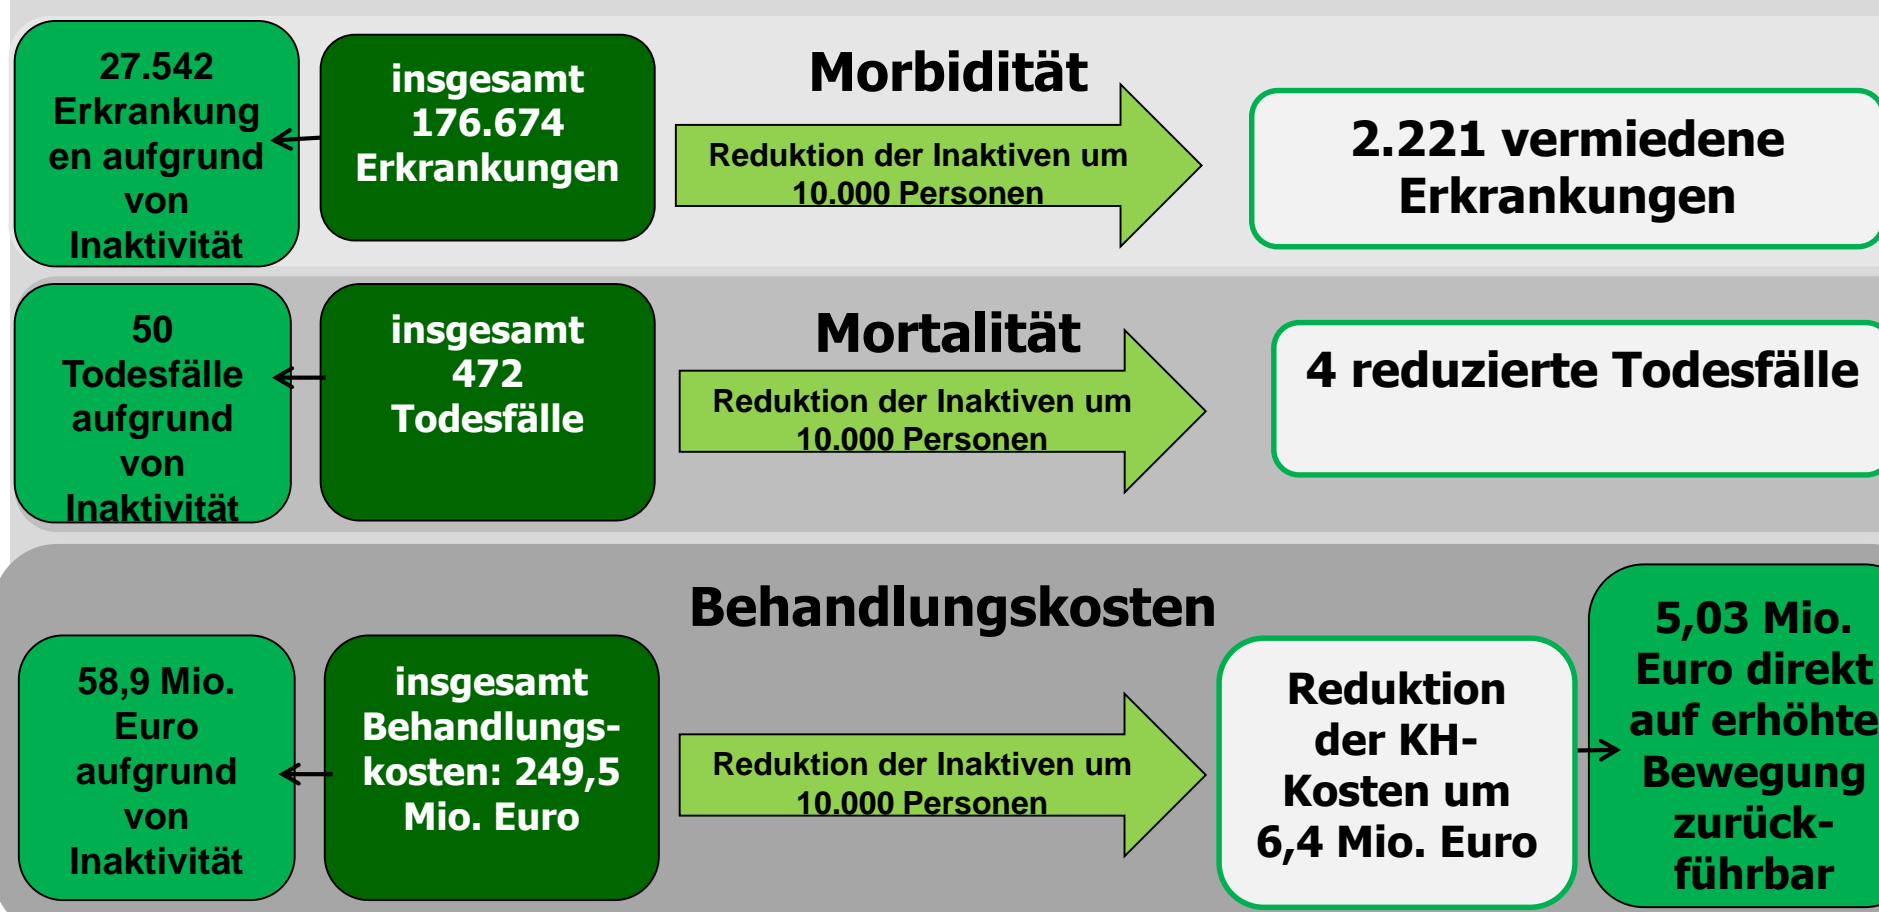 27.542
Erkrankung
en aufgrund
von
Inaktivität
insgesamt
176.674
Erkrankungen
Morbidität
Reduktion der Inaktiven um
10.000 Personen
2.221 vermiedene
Erkrankungen
50
Todesfälle
aufgrund
von
Inaktivität
insgesamt
472
Todesfälle
Mortalität
Reduktion der Inaktiven um
10.000 Personen
4 reduzierte Todesfälle
Behandlungskosten
58,9 Mio.
Euro
aufgrund
von
Inaktivität
insgesamt
Behandlungs-
kosten: 249,5
Mio. Euro
Reduktion der Inaktiven um
10.000 Personen
Reduktion
der KH-
Kosten um
6,4 Mio. Euro
5,03 Mio.
Euro direkt
auf erhöhte
Bewegung
zurück-
führbar